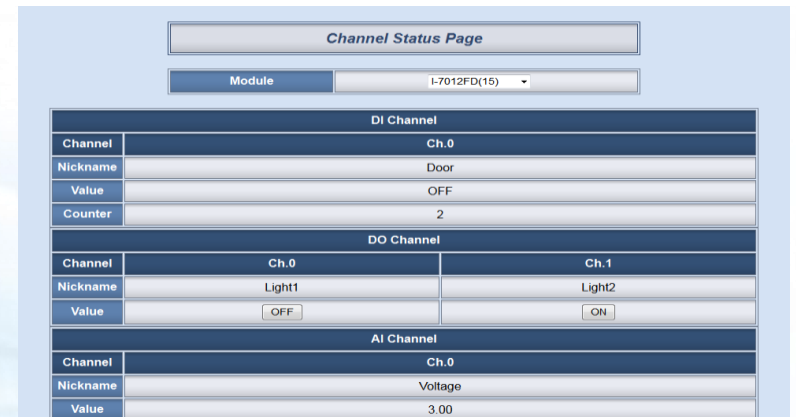 Channel Status Page
Module I-7012FD(15)
DI Channel
Channel Ch.0
Nickname Door
Value OFF
Counter 2
DO Channel
Channel Ch.0 Ch.1
Nickname Light1 Light2
Value OFF ON
AI Channel
Channel Ch.0
Nickname Voltage
Value 3.00